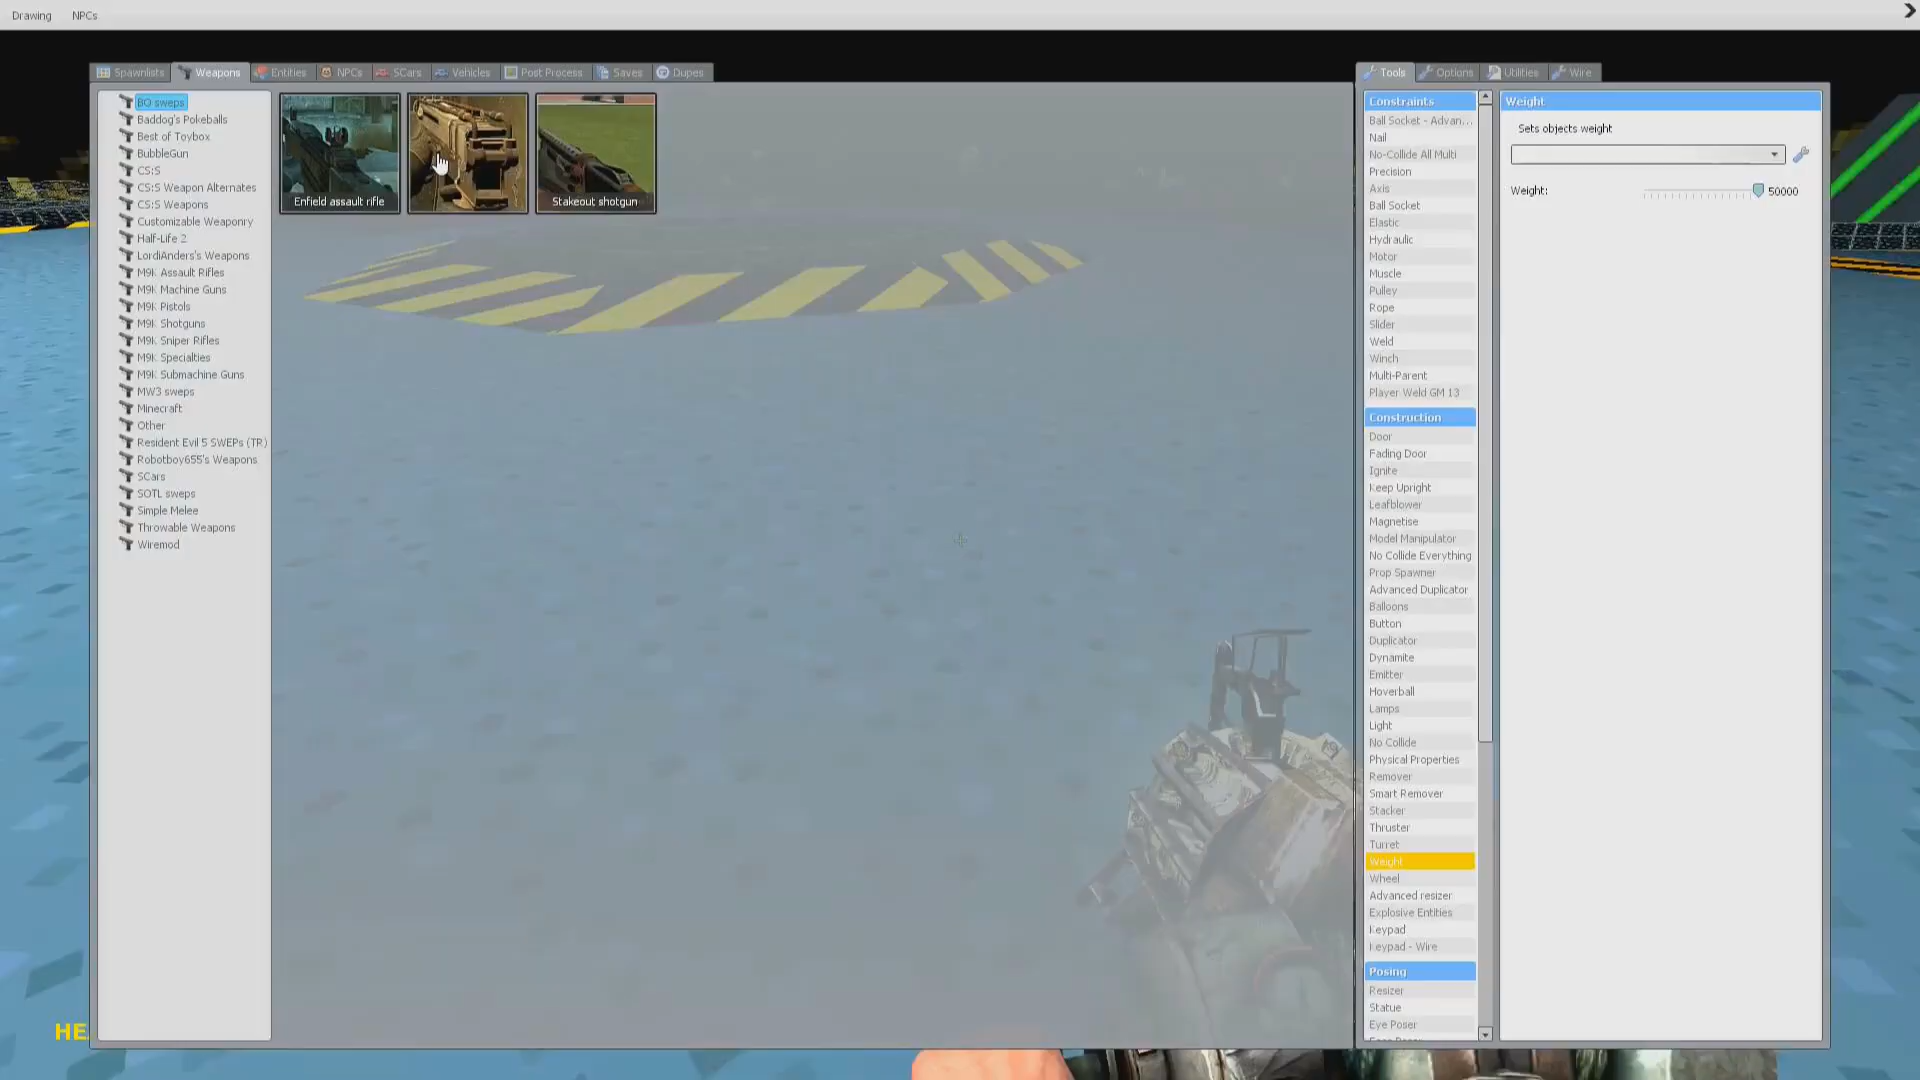 Drawing NPCs
Spawnlists Weapons Entities NPCs SCars Vehicles Post Process Saves Dupes
BO sweps
Baddog's Pokeballs
Best of Toybox
BubbleGun
CS:S
CS:S Weapon Alternates
CS:S Weapons
Customizable Weaponry
Half-Life 2
LordiAnders's Weapons
M9K Assault Rifles
M9K Machine Guns
M9K Pistols
M9K Shotguns
M9K Sniper Rifles
M9K Specialties
M9K Submachine Guns
MW3 sweps
Minecraft
Other
Resident Evil 5 SWEPs (TR)
Robotboy655's Weapons
SCars
SOTL sweps
Simple Melee
Throwable Weapons
Wiremod
Enfield assault rifle
Stakeout shotgun
Tools Options Utilities Wire
Constraints
Ball Socket - Advan...
Nail
No-Collide All Multi
Precision
Axis
Ball Socket
Elastic
Hydraulic
Motor
Muscle
Pulley
Rope
Slider
Weld
Winch
Multi-Parent
Player Weld GM 13
Construction
Door
Fading Door
Ignite
Keep Upright
Leafblower
Magnetise
Model Manipulator
No Collide Everything
Prop Spawner
Advanced Duplicator
Balloons
Button
Duplicator
Dynamite
Emitter
Hoverball
Lamps
Light
No Collide
Physical Properties
Remover
Smart Remover
Stacker
Thruster
Turret
Weight
Wheel
Advanced resizer
Explosive Entities
Keypad
Keypad - Wire
Posing
Resizer
Statue
Eye Poser
Weight
Sets objects weight
Weight: 50000
HE